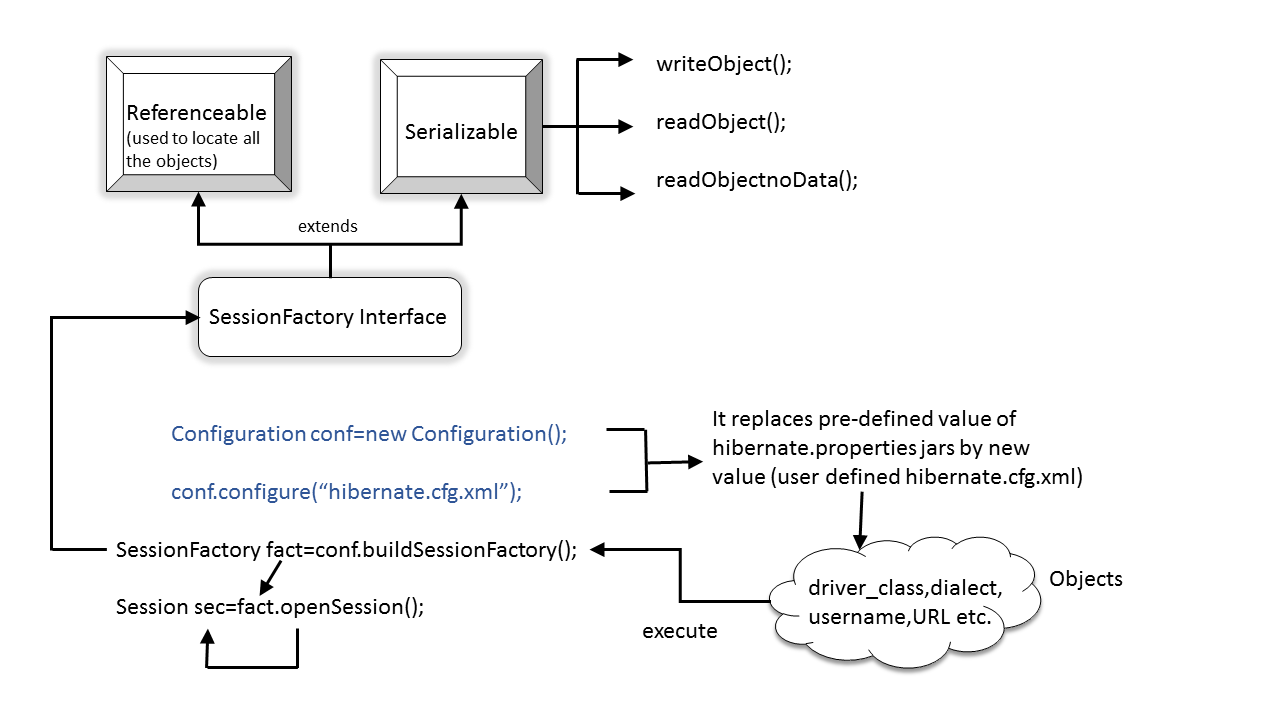 Referenceable
(used to locate all
the objects)
Serializable
writeObject();
readObject();
readObjectnoData();
extends
SessionFactory Interface
Configuration conf=new Configuration();
conf.configure(“hibernate.cfg.xml”);
It replaces pre-defined value of
hibernate.properties jars by new
value (user defined hibernate.cfg.xml)
SessionFactory fact=conf.buildSessionFactory();
Session sec=fact.openSession();
driver_class,dialect,
username,URL etc.
Objects
execute